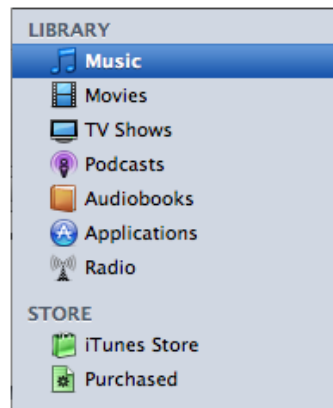 LIBRARY
Music
Movies
TV Shows
Podcasts
Audiobooks
Applications
Radio
STORE
iTunes Store
Purchased